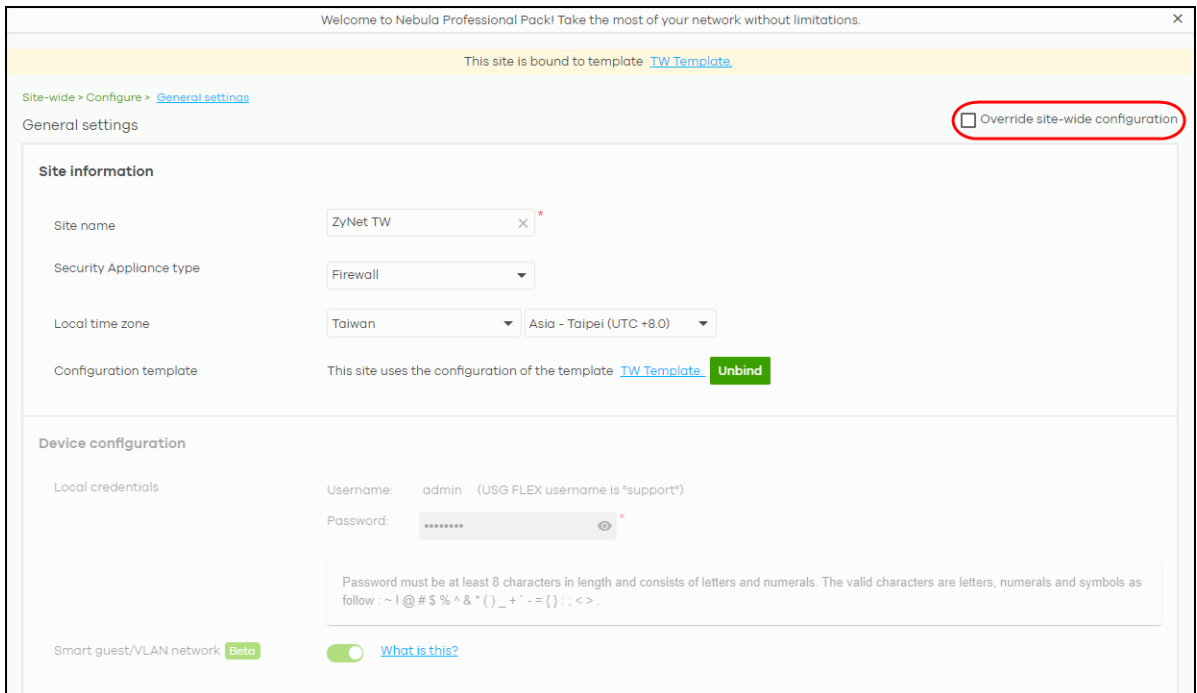 Welcome to Nebula Professional Pack! Take the most of your network without limitations.
This site is bound to template TW Template.
Site-wide > Configure > General settings
General settings
Override site-wide configuration
Site information
Site name ZyNet TW *
Security Appliance type Firewall
Local time zone Taiwan Asia - Taipei (UTC +8.0)
Configuration template This site uses the configuration of the template TW Template. Unbind
Device configuration
Local credentials Username: admin (USG FLEX username is "support")
Password: •••••••• *
Password must be at least 8 characters in length and consists of letters and numerals. The valid characters are letters, numerals and symbols as
follow : ~ ! @ # $ % ^ & * ( ) _ + ` - = { } : ; < > .
Smart guest/VLAN network Beta What is this?